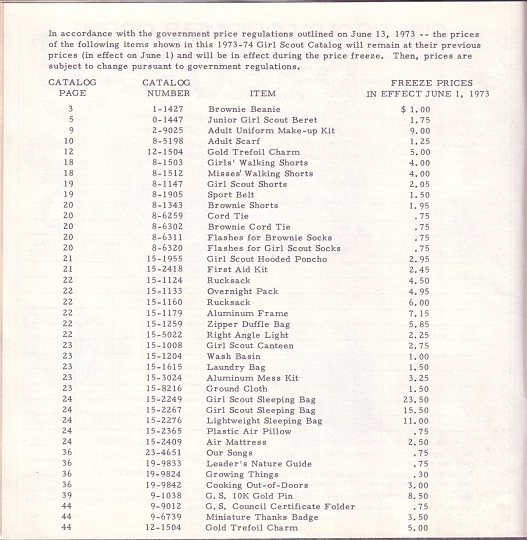 In accordance with the government price regulations outlined on June 13, 1973 -- the prices
of the following items shown in this 1973-74 Girl Scout Catalog will remain at their previous
prices (in effect on June 1) and will be in effect during the price freeze. Then, prices are
subject to change pursuant to government regulations.
CATALOG CATALOG FREEZE PRICES
PAGE NUMBER ITEM IN EFFECT JUNE 1, 1973
3 1-1427 Brownie Beanie $ 1.00
5 0-1447 Junior Girl Scout Beret 1.75
9 2-9025 Adult Uniform Make-up Kit 9.00
10 8-5198 Adult Scarf 1.25
12 12-1504 Gold Trefoil Charm 5.00
18 8-1503 Girls' Walking Shorts 4.00
18 8-1512 Misses' Walking Shorts 4.00
19 8-1147 Girl Scout Shorts 2.05
19 8-1905 Sport Belt 1.50
20 8-1343 Brownie Shorts 1.95
20 8-6259 Cord Tie .75
20 8-6302 Brownie Cord Tie .75
20 8-6311 Flashes for Brownie Socks .75
20 8-6320 Flashes for Girl Scout Socks .75
21 15-1955 Girl Scout Hooded Poncho 2.95
21 15-2418 First Aid Kit 2.45
22 15-1124 Rucksack 4.50
22 15-1133 Overnight Pack 4.95
22 15-1160 Rucksack 6.00
22 15-1179 Aluminum Frame 7.15
22 15-1259 Zipper Duffle Bag 5.85
22 15-5022 Right Angle Light 2.25
23 15-1008 Girl Scout Canteen 2.75
23 15-1204 Wash Basin 1.00
23 15-1615 Laundry Bag 1.50
23 15-3024 Aluminum Mess Kit 3.25
23 15-8216 Ground Cloth 1.50
24 15-2249 Girl Scout Sleeping Bag 23.50
24 15-2267 Girl Scout Sleeping Bag 15.50
24 15-2276 Lightweight Sleeping Bag 11.00
24 15-2365 Plastic Air Pillow .75
24 15-2409 Air Mattress 2.50
36 23-4651 Our Songs .75
36 19-9833 Leader's Nature Guide .75
36 19-9824 Growing Things .30
36 19-9842 Cooking Out-of-Doors 3.00
39 9-1038 G.S. 10K Gold Pin 8.50
44 9-9012 G.S. Council Certificate Folder .75
44 9-6739 Miniature Thanks Badge 3.50
44 12-1504 Gold Trefoil Charm 5.00